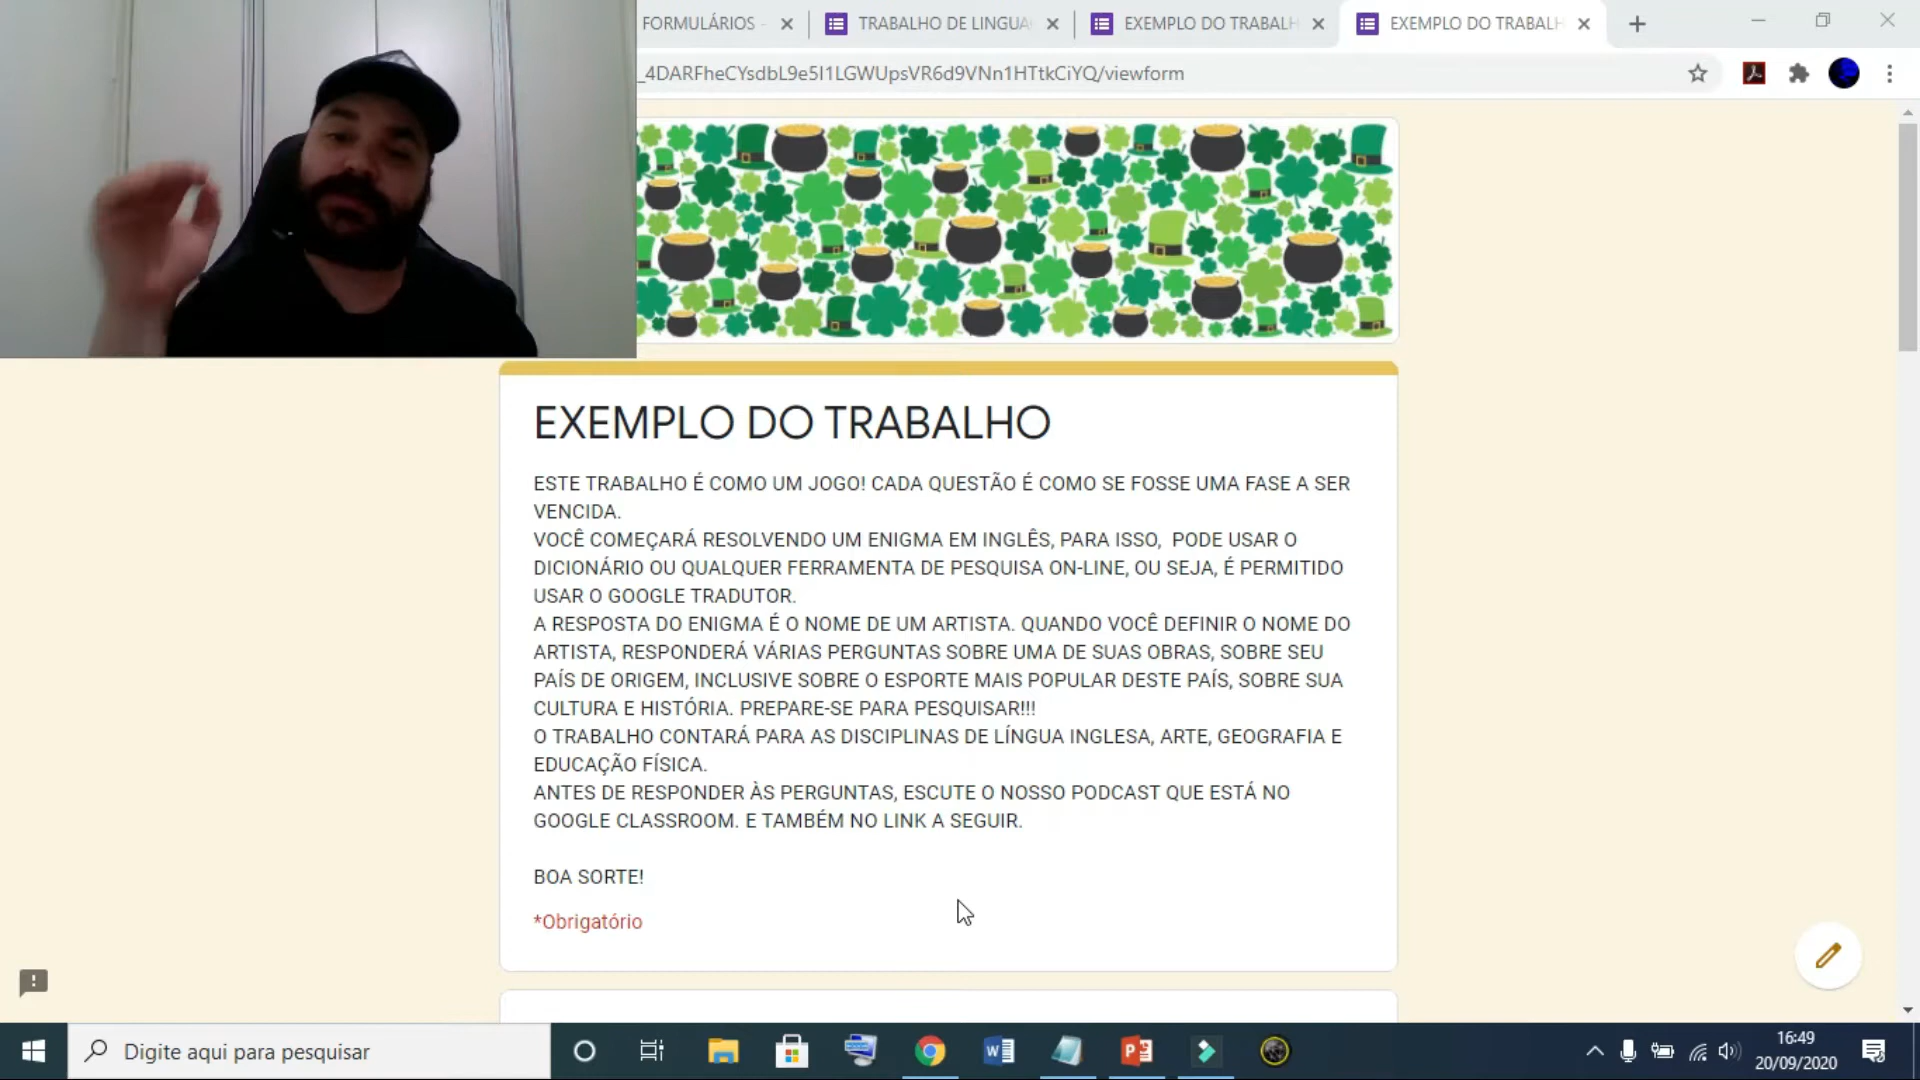 FORMULÁRIOS -
TRABALHO DE LINGUA
EXEMPLO DO TRABALH
EXEMPLO DO TRABALH
_4DARFheCYsdbL9e5I1LGWUpsVR6d9VNn1HTtkCiYQ/viewform
EXEMPLO DO TRABALHO
ESTE TRABALHO É COMO UM JOGO! CADA QUESTÃO É COMO SE FOSSE UMA FASE A SER
VENCIDA.
VOCÊ COMEÇARÁ RESOLVENDO UM ENIGMA EM INGLÊS, PARA ISSO, PODE USAR O
DICIONÁRIO OU QUALQUER FERRAMENTA DE PESQUISA ON-LINE, OU SEJA, É PERMITIDO
USAR O GOOGLE TRADUTOR.
A RESPOSTA DO ENIGMA É O NOME DE UM ARTISTA. QUANDO VOCÊ DEFINIR O NOME DO
ARTISTA, RESPONDERÁ VÁRIAS PERGUNTAS SOBRE UMA DE SUAS OBRAS, SOBRE SEU
PAÍS DE ORIGEM, INCLUSIVE SOBRE O ESPORTE MAIS POPULAR DESTE PAÍS, SOBRE SUA
CULTURA E HISTÓRIA. PREPARE-SE PARA PESQUISAR!!!
O TRABALHO CONTARÁ PARA AS DISCIPLINAS DE LÍNGUA INGLESA, ARTE, GEOGRAFIA E
EDUCAÇÃO FÍSICA.
ANTES DE RESPONDER ÀS PERGUNTAS, ESCUTE O NOSSO PODCAST QUE ESTÁ NO
GOOGLE CLASSROOM. E TAMBÉM NO LINK A SEGUIR.
BOA SORTE!
*Obrigatório
Digite aqui para pesquisar
16:49
20/09/2020